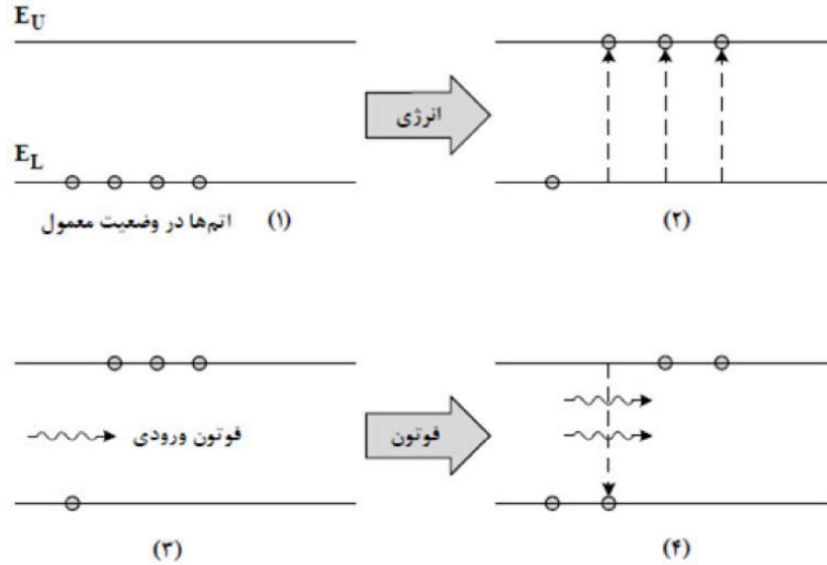 E_U
انرژی
E_L
(۱) اتم‌ها در وضعیت معمول
(۲)
فوتون ورودی
فوتون
(۳)
(۴)